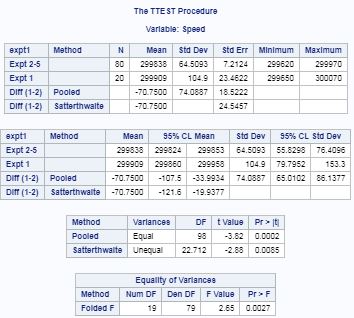 The TTEST Procedure
Variable: Speed
expt1 Method N Mean Std Dev Std Err Minimum Maximum
Expt 2-5 80 299838 64.5093 7.2124 299620 299970
Expt 1 20 299909 104.9 23.4622 299650 300070
Diff (1-2) Pooled -70.7500 74.0887 18.5222
Diff (1-2) Satterthwaite -70.7500 24.5457
expt1 Method Mean 95% CL Mean Std Dev 95% CL Std Dev
Expt 2-5 299838 299824 299853 64.5093 55.8298 76.4096
Expt 1 299909 299860 299958 104.9 79.7952 153.3
Diff (1-2) Pooled -70.7500 -107.5 -33.9934 74.0887 65.0102 86.1377
Diff (1-2) Satterthwaite -70.7500 -121.6 -19.9377
Method Variances DF t Value Pr > |t|
Pooled Equal 98 -3.82 0.0002
Satterthwaite Unequal 22.712 -2.88 0.0085
Equality of Variances
Method Num DF Den DF F Value Pr > F
Folded F 19 79 2.65 0.0027